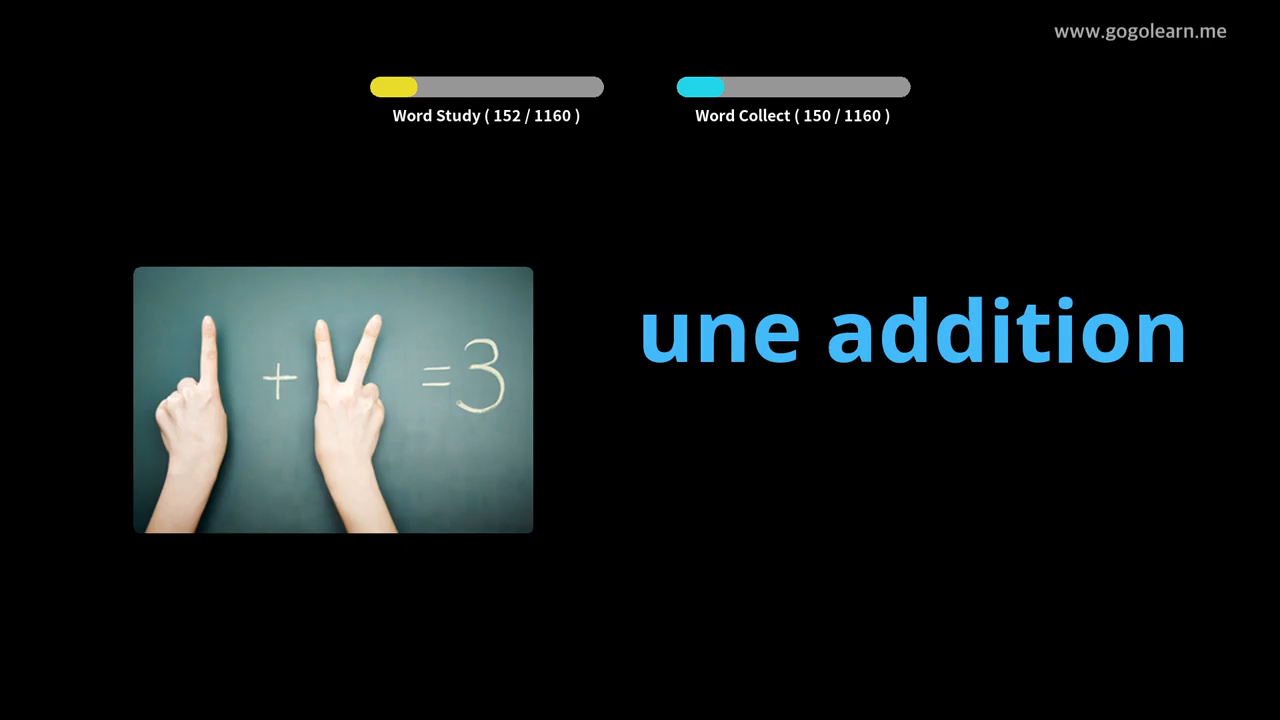 www.gogolearn.me
Word Study ( 152 / 1160 )
Word Collect ( 150 / 1160 )
une addition
+ =3